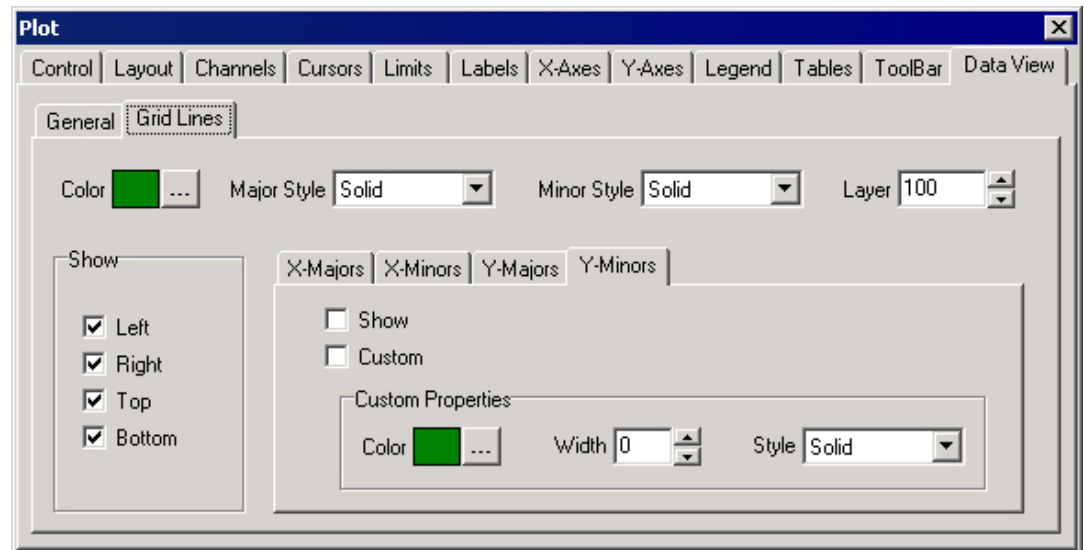 Plot
Control Layout Channels Cursors Limits Labels X-Axes Y-Axes Legend Tables ToolBar Data View
General Grid Lines
Color ... Major Style Solid Minor Style Solid Layer 100
Show
X-Majors X-Minors Y-Majors Y-Minors
Left
Right
Top
Bottom
Show
Custom
Custom Properties
Color ... Width 0 Style Solid